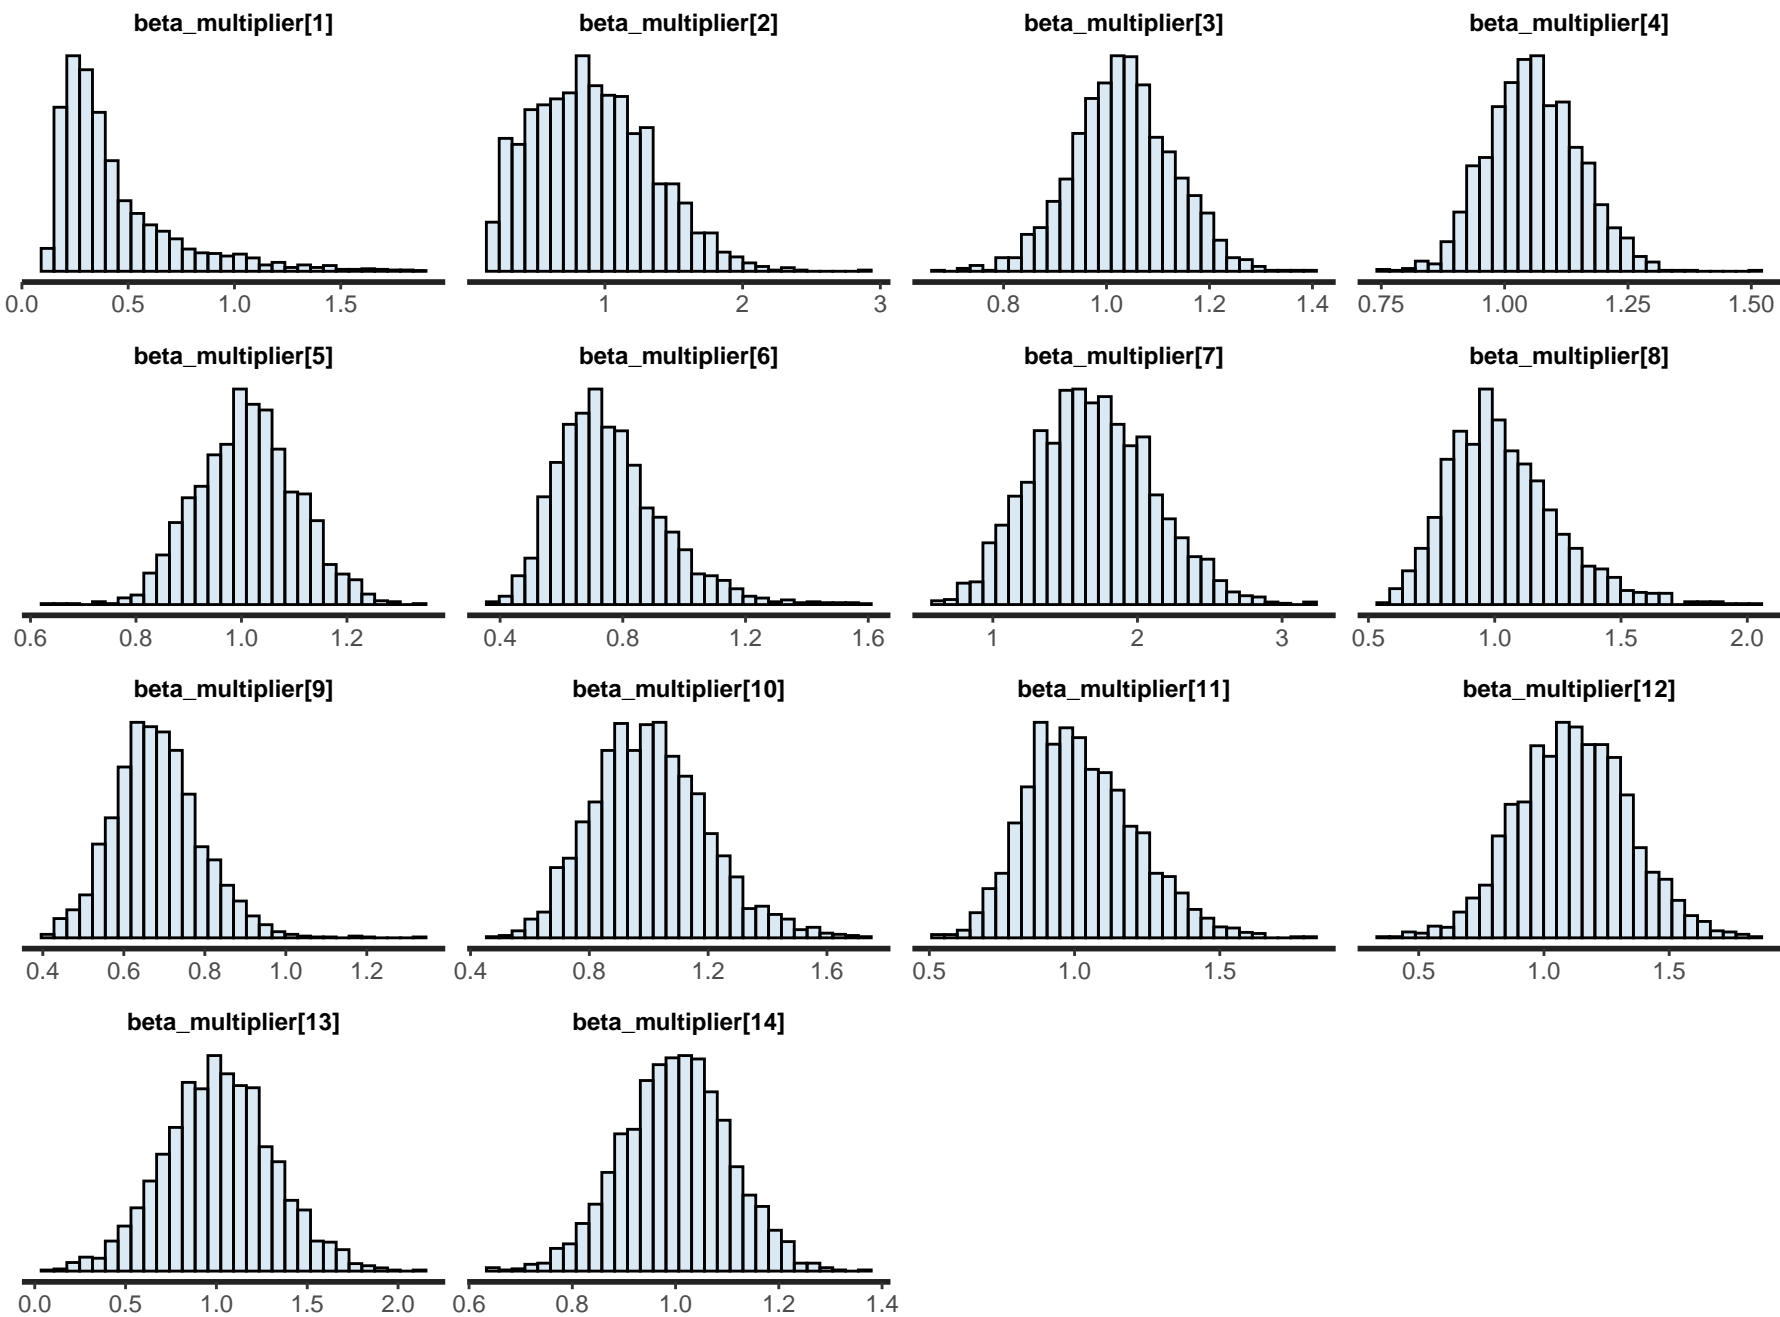 beta_multiplier[1] beta_multiplier[2] beta_multiplier[3] beta_multiplier[4]
0.0 0.5 1.0 1.5 1 2 3 0.8 1.0 1.2 1.4 0.75 1.00 1.25 1.50
beta_multiplier[5] beta_multiplier[6] beta_multiplier[7] beta_multiplier[8]
0.6 0.8 1.0 1.2 0.4 0.8 1.2 1.6 1 2 3 0.5 1.0 1.5 2.0
beta_multiplier[9] beta_multiplier[10] beta_multiplier[11] beta_multiplier[12]
0.4 0.6 0.8 1.0 1.2 0.4 0.8 1.2 1.6 0.5 1.0 1.5 0.5 1.0 1.5
beta_multiplier[13] beta_multiplier[14]
0.0 0.5 1.0 1.5 2.0 0.6 0.8 1.0 1.2 1.4